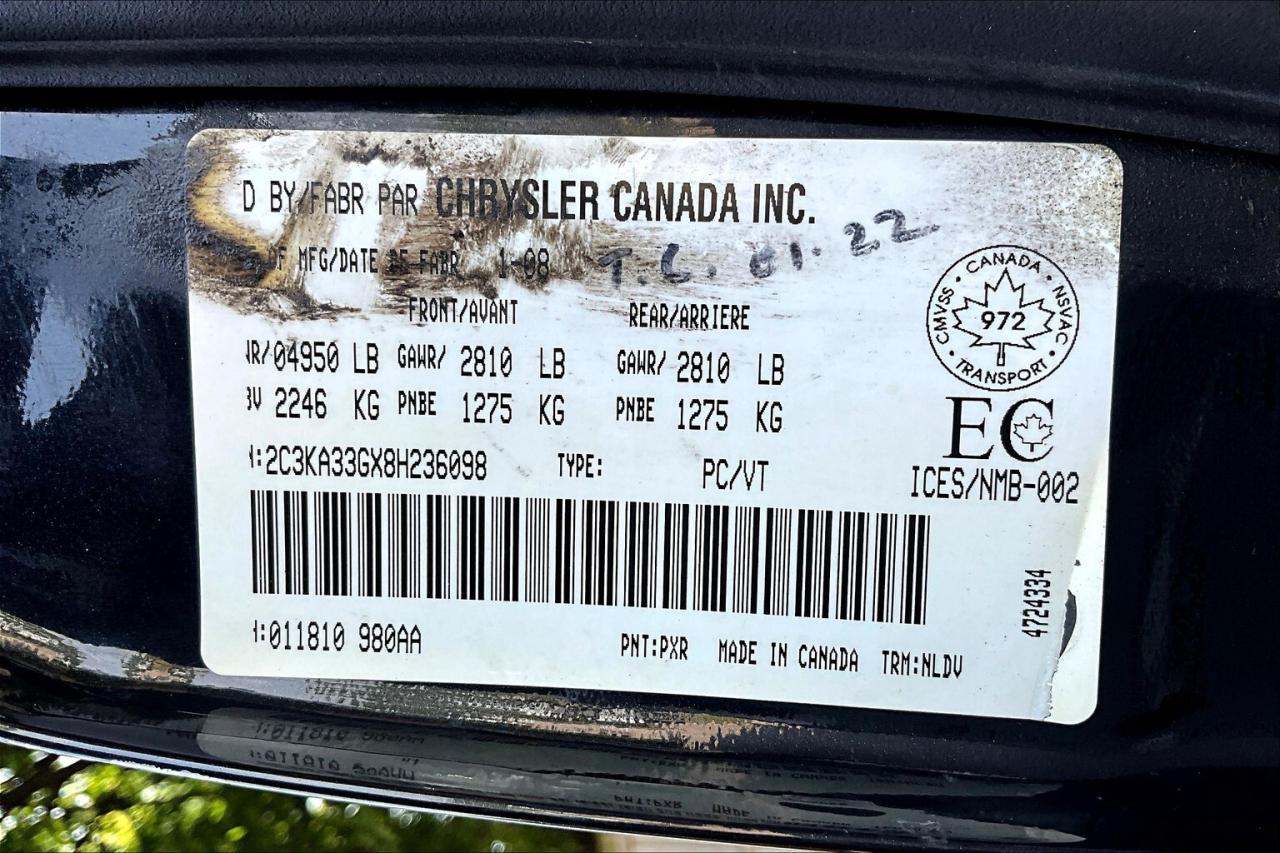 D BY/FABR PAR CHRYSLER CANADA INC.
OF MFG/DATE DE FABR 1-08 T.C. 01.22
FRONT/AVANT REAR/ARRIERE
VR/04950 LB GAWR/ 2810 LB GAWR/ 2810 LB
BV 2246 KG PNBE 1275 KG PNBE 1275 KG
:2C3KA33GX8H236098 TYPE: PC/VT
:011810 980AA PNT:PXR MADE IN CANADA TRM:NLDV
CANADA
CMVSS 972 NSVAC
TRANSPORT
EC
ICES/NMB-002
4724334